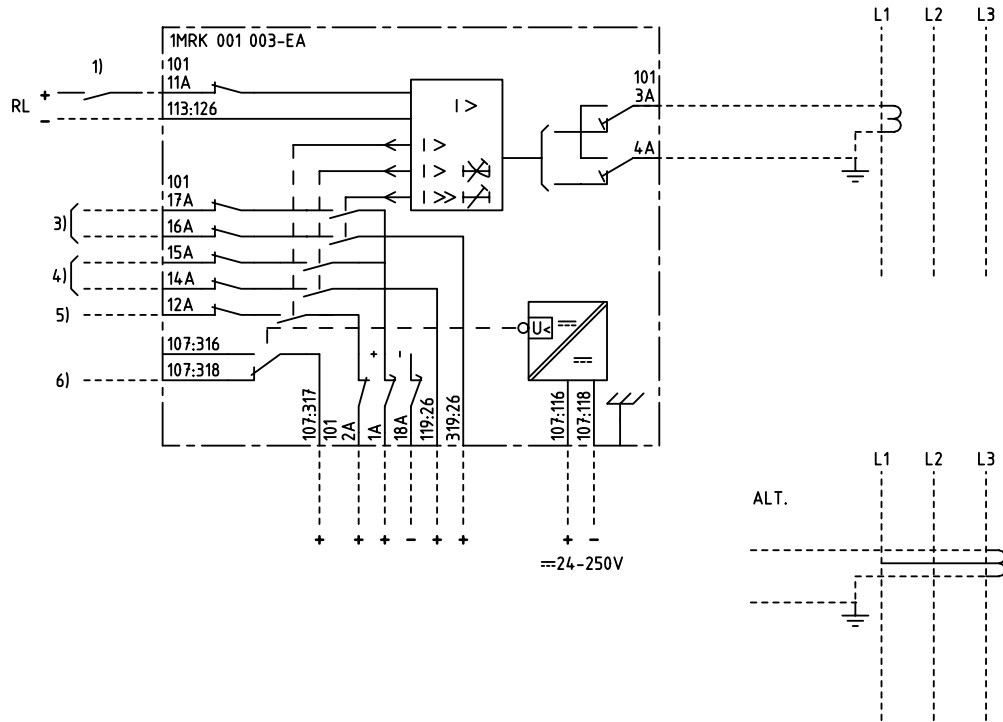 L1 L2 L3
1MRK 001 003-EA
1)
101
11A
RL + -
113:126
I >
101
3A
I >
I >
I >>
4A
101
17A
3)
16A
15A
4)
14A
12A
5)
U<
107:316
107:318
6)
+ -
107:317
101
2A
1A
18A
119:26
319:26
107:116
107:118
+ + + - + +
+ -
24-250V
ALT.
L1 L2 L3